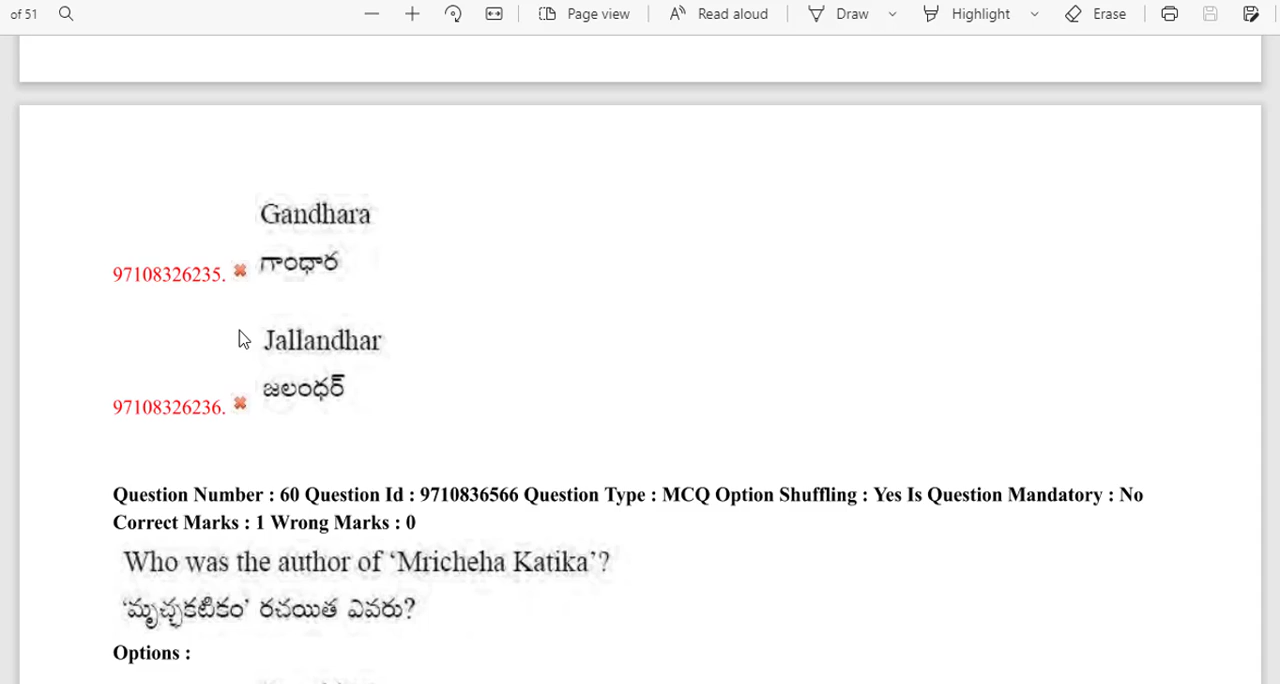 of 51 Page view Read aloud Draw Highlight Erase
Gandhara
గాంధార
97108326235.
Jallandhar
జలంధర్
97108326236.
Question Number : 60 Question Id : 9710836566 Question Type : MCQ Option Shuffling : Yes Is Question Mandatory : No
Correct Marks : 1 Wrong Marks : 0
Who was the author of ‘Mricheha Katika’?
‘మృచ్ఛకటికం’ రచయిత ఎవరు?
Options :